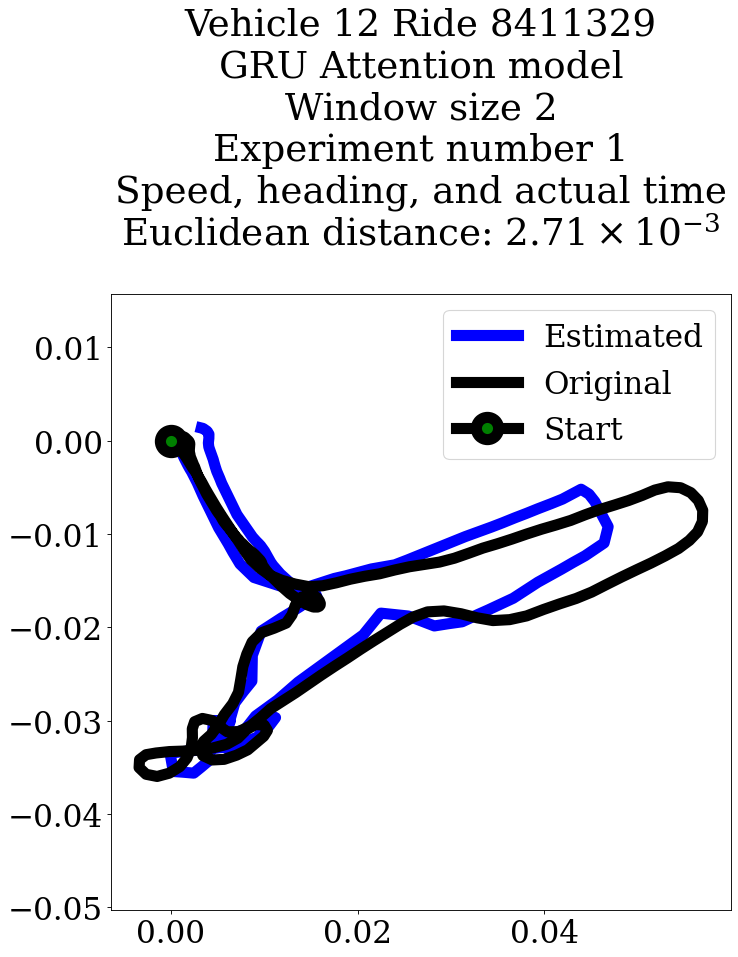 Vehicle 12 Ride 8411329
GRU Attention model
Window size 2
Experiment number 1
Speed, heading, and actual time
Euclidean distance: 2.71 × 10⁻³
Estimated
Original
Start
0.01
0.00
−0.01
−0.02
−0.03
−0.04
−0.05
0.00 0.02 0.04